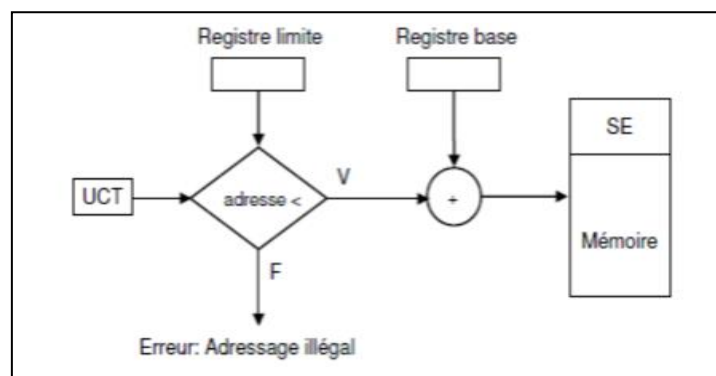 Registre limite
Registre base
SE
UCT
adresse <
V
+
Mémoire
F
Erreur: Adressage illégal